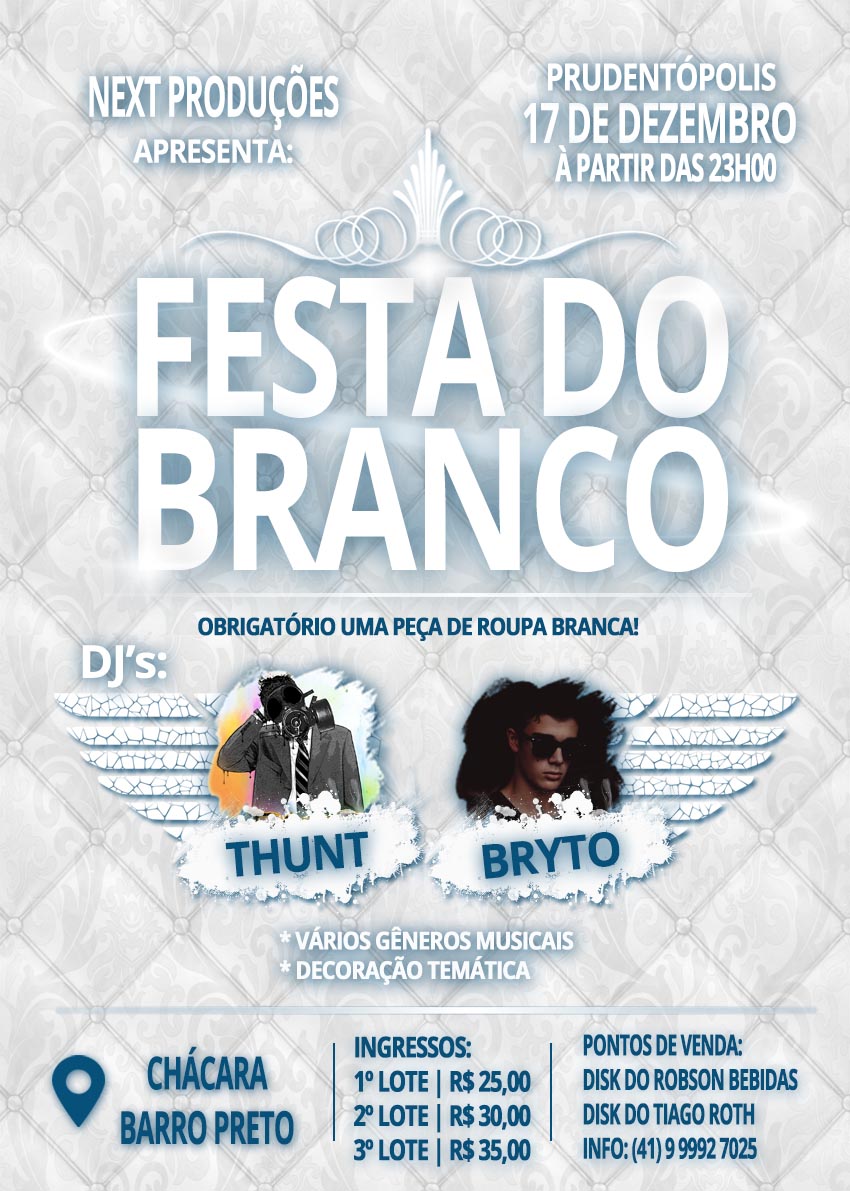 NEXT PRODUÇÕES
APRESENTA:
PRUDENTÓPOLIS
17 DE DEZEMBRO
À PARTIR DAS 23H00
FESTA DO
BRANCO
OBRIGATÓRIO UMA PEÇA DE ROUPA BRANCA!
DJ's:
THUNT
BRYTO
* VÁRIOS GÊNEROS MUSICAIS
* DECORAÇÃO TEMÁTICA
CHÁCARA
BARRO PRETO
INGRESSOS:
1º LOTE | R$ 25,00
2º LOTE | R$ 30,00
3º LOTE | R$ 35,00
PONTOS DE VENDA:
DISK DO ROBSON BEBIDAS
DISK DO TIAGO ROTH
INFO: (41) 9 9992 7025